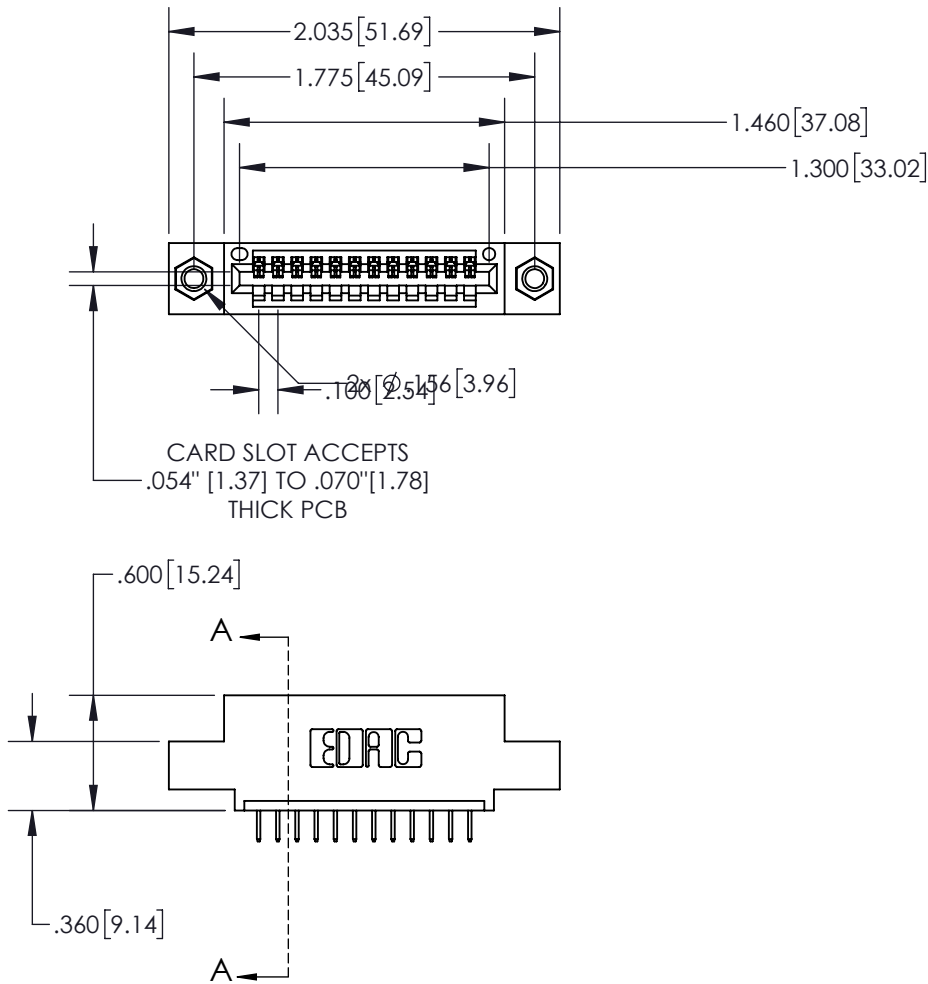 2.035[51.69]
1.775[45.09]
1.460[37.08]
1.300[33.02]
2x ∅ .156 [3.96]
.100[2.54]
CARD SLOT ACCEPTS
.054" [1.37] TO .070"[1.78]
THICK PCB
.600[15.24]
A
EDAC
.360[9.14]
A